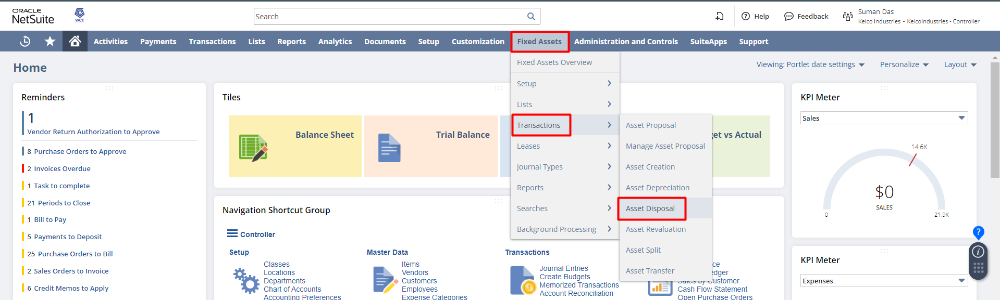 ORACLE
NetSuite
WCT
Search
Help
Feedback
Suman Das
Kelco Industries - KelcoIndustries - Controller
Activities
Payments
Transactions
Lists
Reports
Analytics
Documents
Setup
Customization
Fixed Assets
Administration and Controls
SuiteApps
Support
Home
Viewing: Portlet date settings
Personalize
Layout
Fixed Assets Overview
Setup
Lists
Transactions
Leases
Journal Types
Reports
Searches
Background Processing
Asset Proposal
Manage Asset Proposal
Asset Creation
Asset Depreciation
Asset Disposal
Asset Revaluation
Asset Split
Asset Transfer
Reminders
1
Vendor Return Authorization to Approve
8 Purchase Orders to Approve
2 Invoices Overdue
1 Task to complete
21 Periods to Close
1 Bill to Pay
5 Payments to Deposit
25 Purchase Orders to Bill
2 Sales Orders to Invoice
6 Credit Memos to Apply
Tiles
Balance Sheet
Trial Balance
get vs Actual
Navigation Shortcut Group
Controller
Setup
Classes
Locations
Departments
Chart of Accounts
Accounting Preferences
Master Data
Items
Vendors
Customers
Employees
Expense Categories
Transactions
Journal Entries
Create Budgets
Memorized Transactions
Account Reconciliation
ce
edger
Sales by Customer
Cash Flow Statement
Open Purchase Orders
KPI Meter
Sales
14.6K
$0
SALES
0
21.9K
?
KPI Meter
Expenses